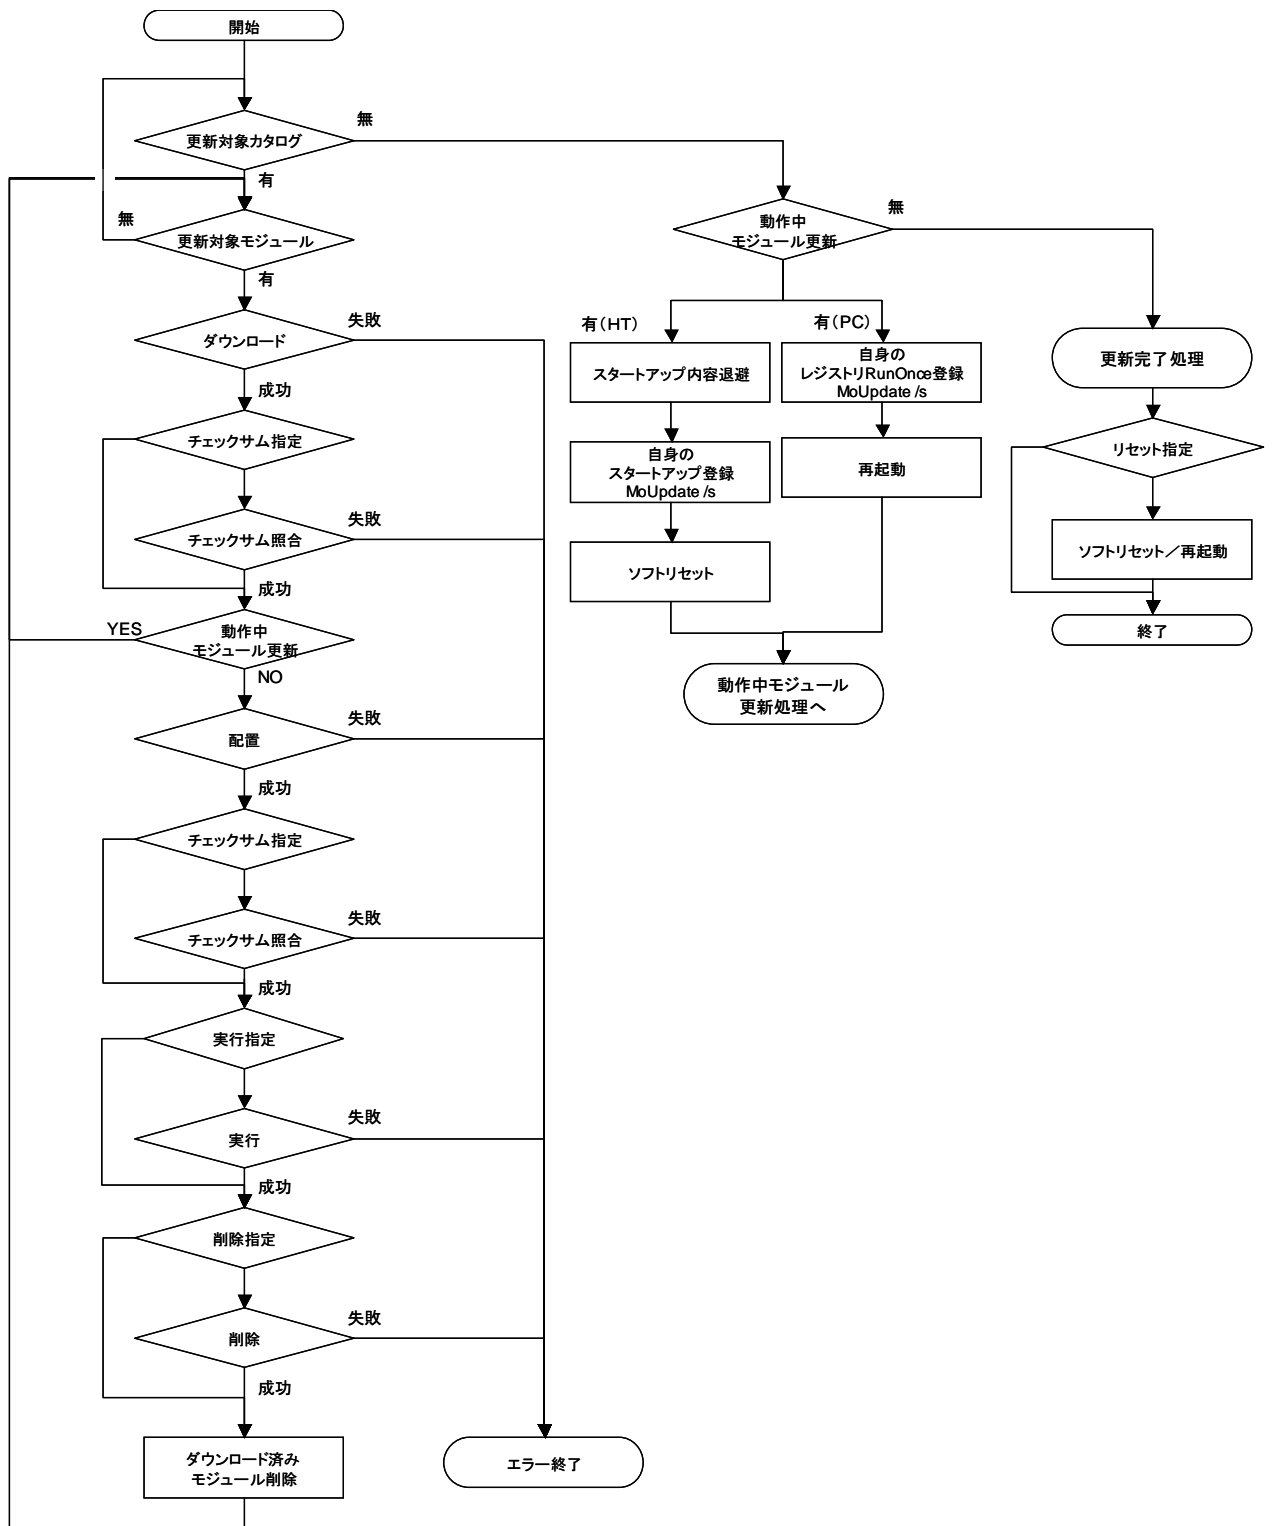 開始
更新対象カタログ
無
有
更新対象モジュール
無
有
ダウンロード
失敗
成功
チェックサム指定
チェックサム照合
失敗
成功
動作中
モジュール更新
YES
NO
配置
失敗
成功
チェックサム指定
チェックサム照合
失敗
成功
実行指定
実行
失敗
成功
削除指定
削除
失敗
成功
ダウンロード済み
モジュール削除
エラー終了
動作中
モジュール更新
無
有(HT)
スタートアップ内容退避
自身の
スタートアップ登録
MoUpdate /s
ソフトリセット
有(PC)
自身の
レジストリRunOnce登録
MoUpdate /s
再起動
動作中モジュール
更新処理へ
更新完了処理
リセット指定
ソフトリセット／再起動
終了